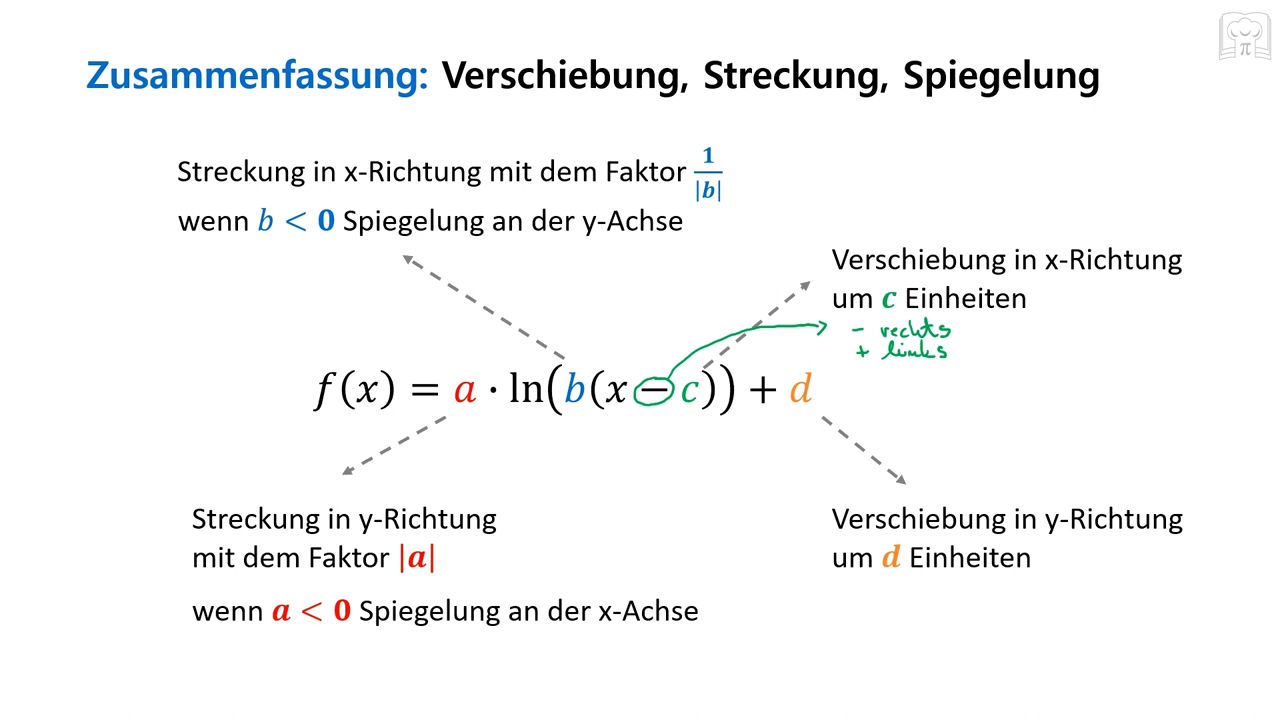 Zusammenfassung: Verschiebung, Streckung, Spiegelung
Streckung in x-Richtung mit dem Faktor 1/|b|
wenn b < 0 Spiegelung an der y-Achse
Verschiebung in x-Richtung
um c Einheiten
- rechts
+ links
f(x) = a · ln(b(x − c)) + d
Streckung in y-Richtung
mit dem Faktor |a|
wenn a < 0 Spiegelung an der x-Achse
Verschiebung in y-Richtung
um d Einheiten
π